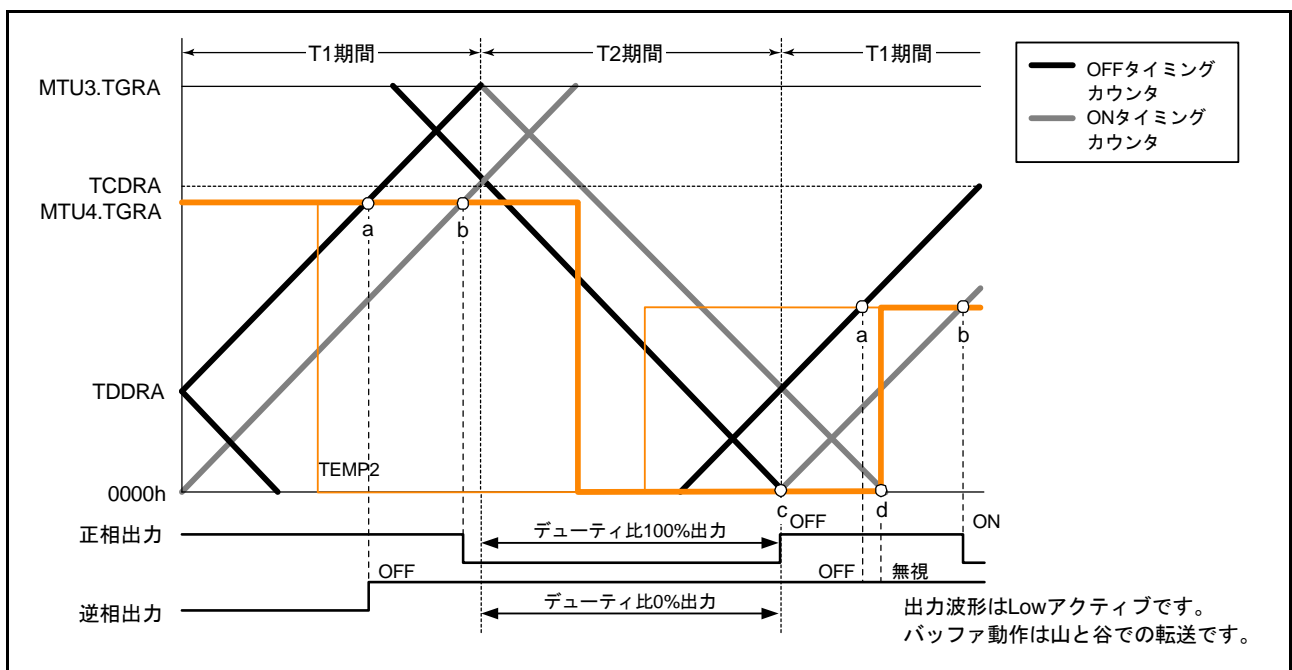 T1期間
T2期間
T1期間
OFFタイミング
カウンタ
ONタイミング
カウンタ
MTU3.TGRA
TCDRA
MTU4.TGRA
a
b
a
b
TDDRA
TEMP2
0000h
c
d
正相出力
デューティ比100%出力
OFF
ON
OFF
OFF
無視
逆相出力
デューティ比0%出力
出力波形はLowアクティブです。
バッファ動作は山と谷での転送です。